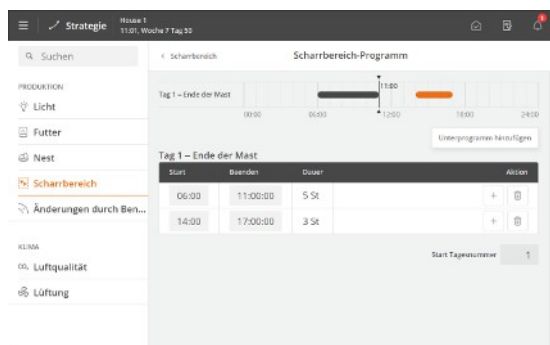 Strategie
House 1
11:01, Woche 7 Tag 50
Suchen
PRODUKTION
Licht
Futter
Nest
Scharrbereich
Änderungen durch Ben...
KLIMA
Luftqualität
Lüftung
< Scharrbereich
Scharrbereich-Programm
Tag 1 – Ende der Mast
11:00
00:00 06:00 12:00 18:00 24:00
Unterprogramm hinzufügen
Tag 1 – Ende der Mast
Start Beenden Dauer Aktion
06:00 11:00:00 5 St
14:00 17:00:00 3 St
Start Tagesnummer 1